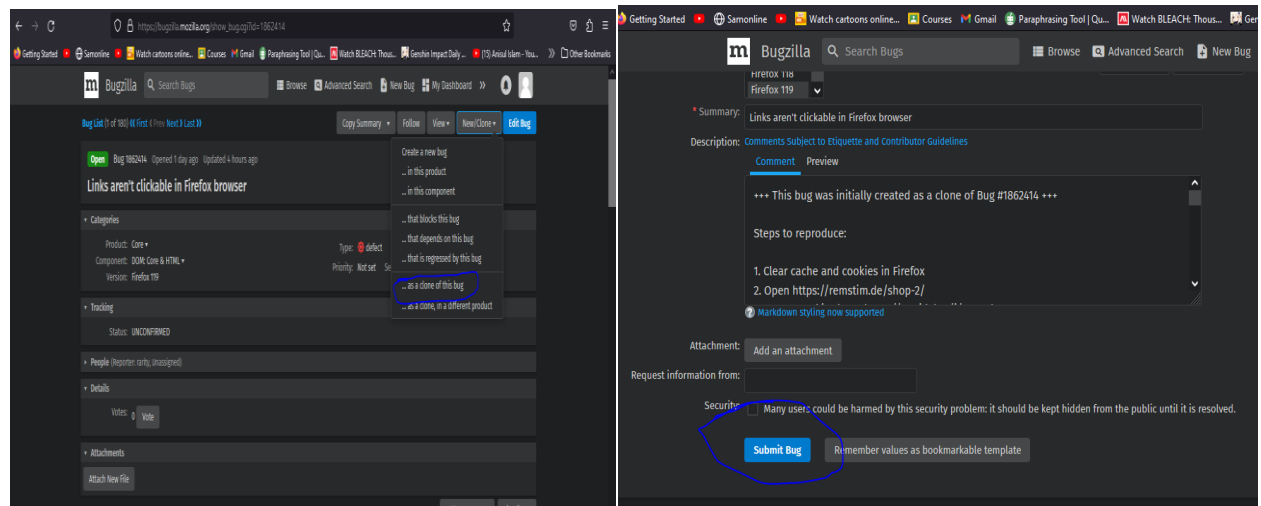 https://bugzilla.mozilla.org/show_bug.cgi?id=1862414
Getting Started
Samonline
Watch cartoons online...
Courses
Gmail
Paraphrasing Tool | Qu...
Watch BLEACH: Thous...
Genshin Impact Daily ...
(15) Anisul Islam - You...
Other Bookmarks
m Bugzilla
Search Bugs
Browse
Advanced Search
New Bug
My Dashboard
Bug List (1 of 180) First Prev Next Last
Copy Summary
Follow
View
New/Clone
Edit Bug
Open Bug 1862414 Opened 1 day ago Updated 4 hours ago
Links aren't clickable in Firefox browser
Create a new bug
... in this product
... in this component
... that blocks this bug
... that depends on this bug
... that is regressed by this bug
... as a clone of this bug
... as a clone, in a different product
Categories
Product: Core
Component: DOM: Core & HTML
Version: Firefox 119
Type: defect
Priority: Not set Se
Tracking
Status: UNCONFIRMED
People (Reporter: rarity, Unassigned)
Details
Votes: 0 Vote
Attachments
Attach New File
Getting Started
Samonline
Watch cartoons online...
Courses
Gmail
Paraphrasing Tool | Qu...
Watch BLEACH: Thous...
Gen
m Bugzilla
Search Bugs
Browse
Advanced Search
New Bug
Firefox 118
Firefox 119
* Summary: Links aren't clickable in Firefox browser
Description: Comments Subject to Etiquette and Contributor Guidelines
Comment Preview
+++ This bug was initially created as a clone of Bug #1862414 +++
Steps to reproduce:
1. Clear cache and cookies in Firefox
2. Open https://remstim.de/shop-2/
Markdown styling now supported
Attachment: Add an attachment
Request information from:
Security: Many users could be harmed by this security problem: it should be kept hidden from the public until it is resolved.
Submit Bug
Remember values as bookmarkable template